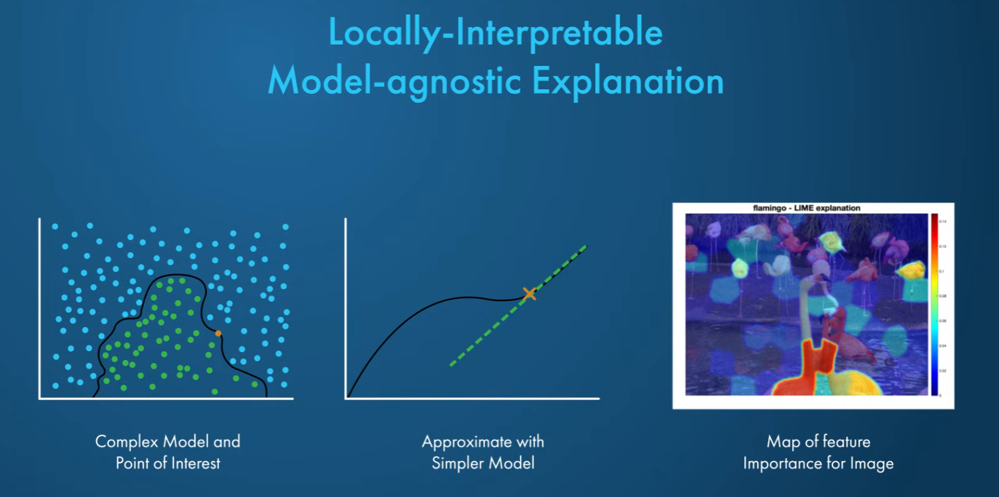 Locally-Interpretable
Model-agnostic Explanation
flamingo - LIME explanation
0.14
0.12
0.1
0.08
0.06
0.04
0.02
0
Complex Model and
Point of Interest
Approximate with
Simpler Model
Map of feature
Importance for Image